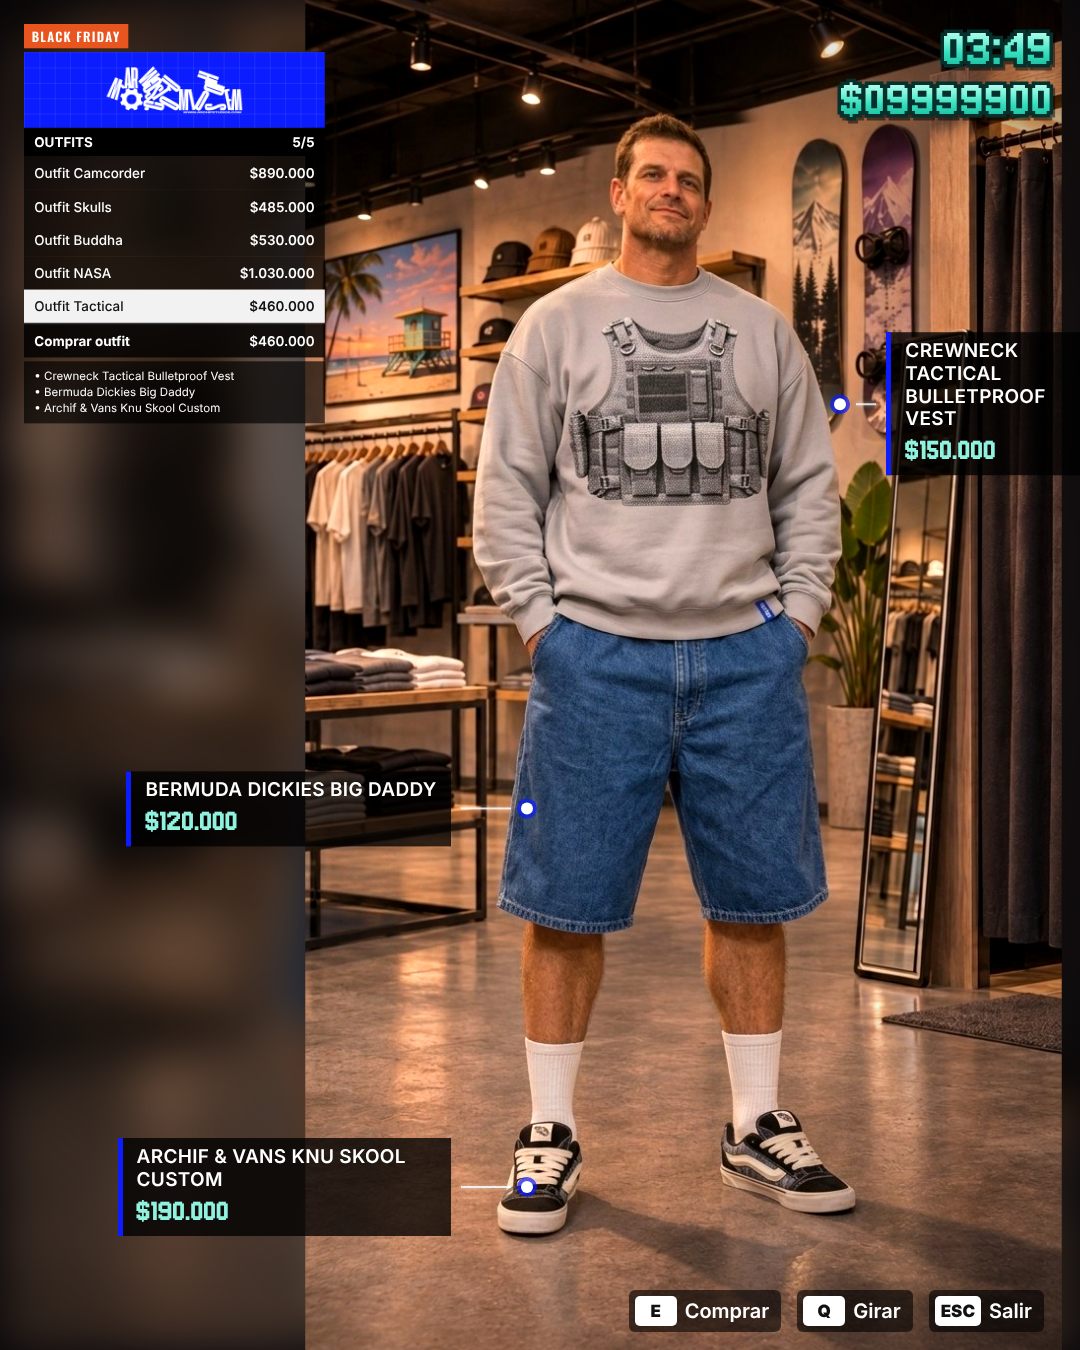 BLACK FRIDAY
OUTFITS 5/5
Outfit Camcorder $890.000
Outfit Skulls $485.000
Outfit Buddha $530.000
Outfit NASA $1.030.000
Outfit Tactical $460.000
Comprar outfit $460.000
• Crewneck Tactical Bulletproof Vest
• Bermuda Dickies Big Daddy
• Archif & Vans Knu Skool Custom
03:49
$09999900
CREWNECK
TACTICAL
BULLETPROOF
VEST
$150.000
BERMUDA DICKIES BIG DADDY
$120.000
ARCHIF & VANS KNU SKOOL
CUSTOM
$190.000
E Comprar
Q Girar
ESC Salir